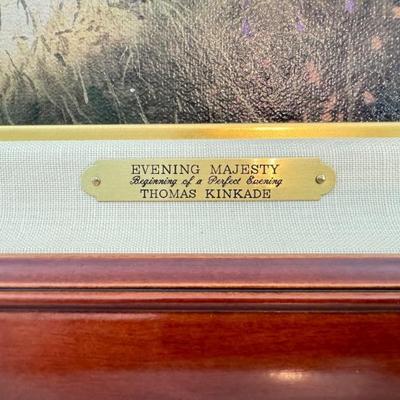 EVENING MAJESTY
Beginning of a Perfect Evening
THOMAS KINKADE